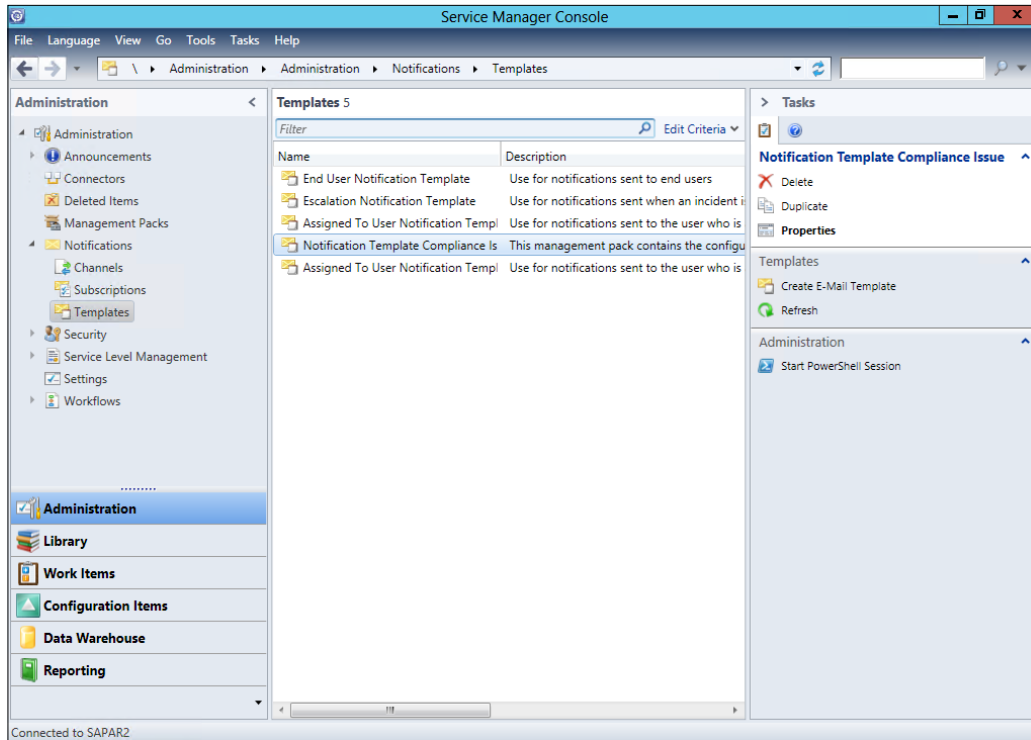 Service Manager Console
File Language View Go Tools Tasks Help
\ Administration Administration Notifications Templates
Administration
Administration
Announcements
Connectors
Deleted Items
Management Packs
Notifications
Channels
Subscriptions
Templates
Security
Service Level Management
Settings
Workflows
Administration
Library
Work Items
Configuration Items
Data Warehouse
Reporting
Templates 5
Filter Edit Criteria
Name Description
End User Notification Template Use for notifications sent to end users
Escalation Notification Template Use for notifications sent when an incident i
Assigned To User Notification Templ Use for notifications sent to the user who is
Notification Template Compliance Is This management pack contains the configu
Assigned To User Notification Templ Use for notifications sent to the user who is
Tasks
Notification Template Compliance Issue
Delete
Duplicate
Properties
Templates
Create E-Mail Template
Refresh
Administration
Start PowerShell Session
Connected to SAPAR2